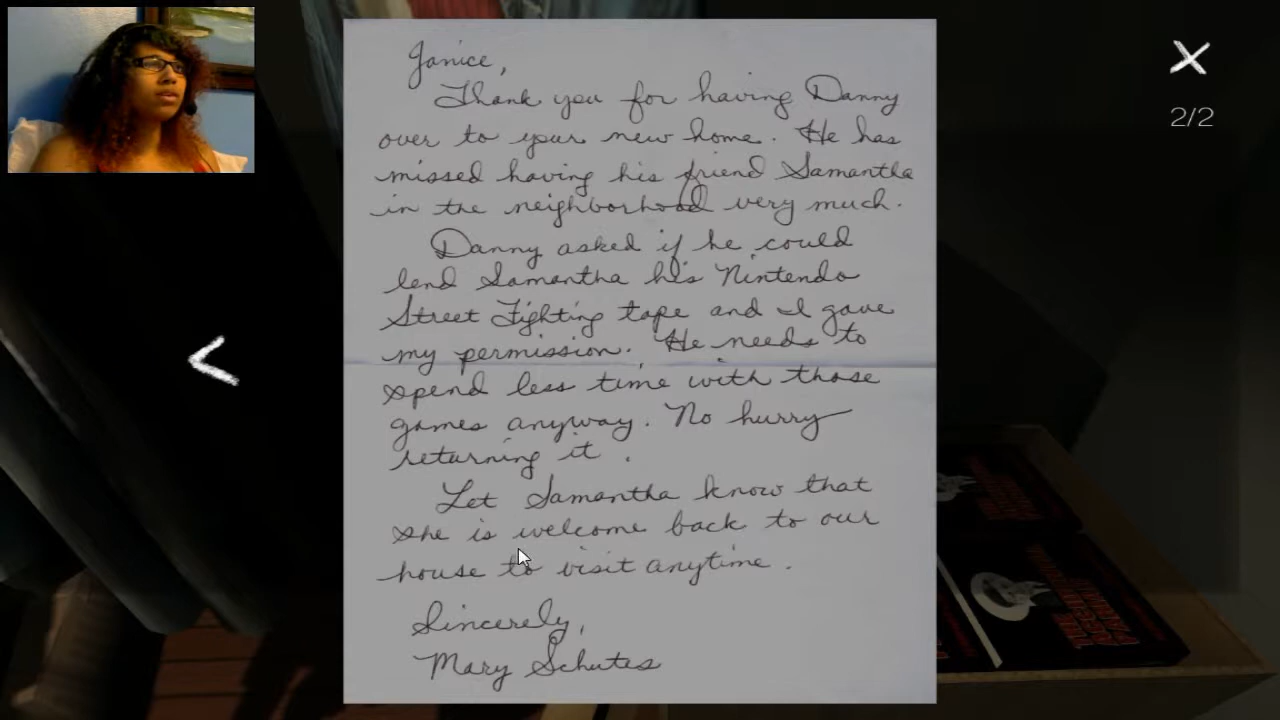 Janice,
Thank you for having Danny
over to your new home. He has
missed having his friend Samantha
in the neighborhood very much.
Danny asked if he could
lend Samantha his Nintendo
Street Fighting tape and I gave
my permission. He needs to
spend less time with those
games anyway. No hurry
returning it.
Let Samantha know that
she is welcome back to our
house to visit anytime.
Sincerely,
Mary Schutes
2/2